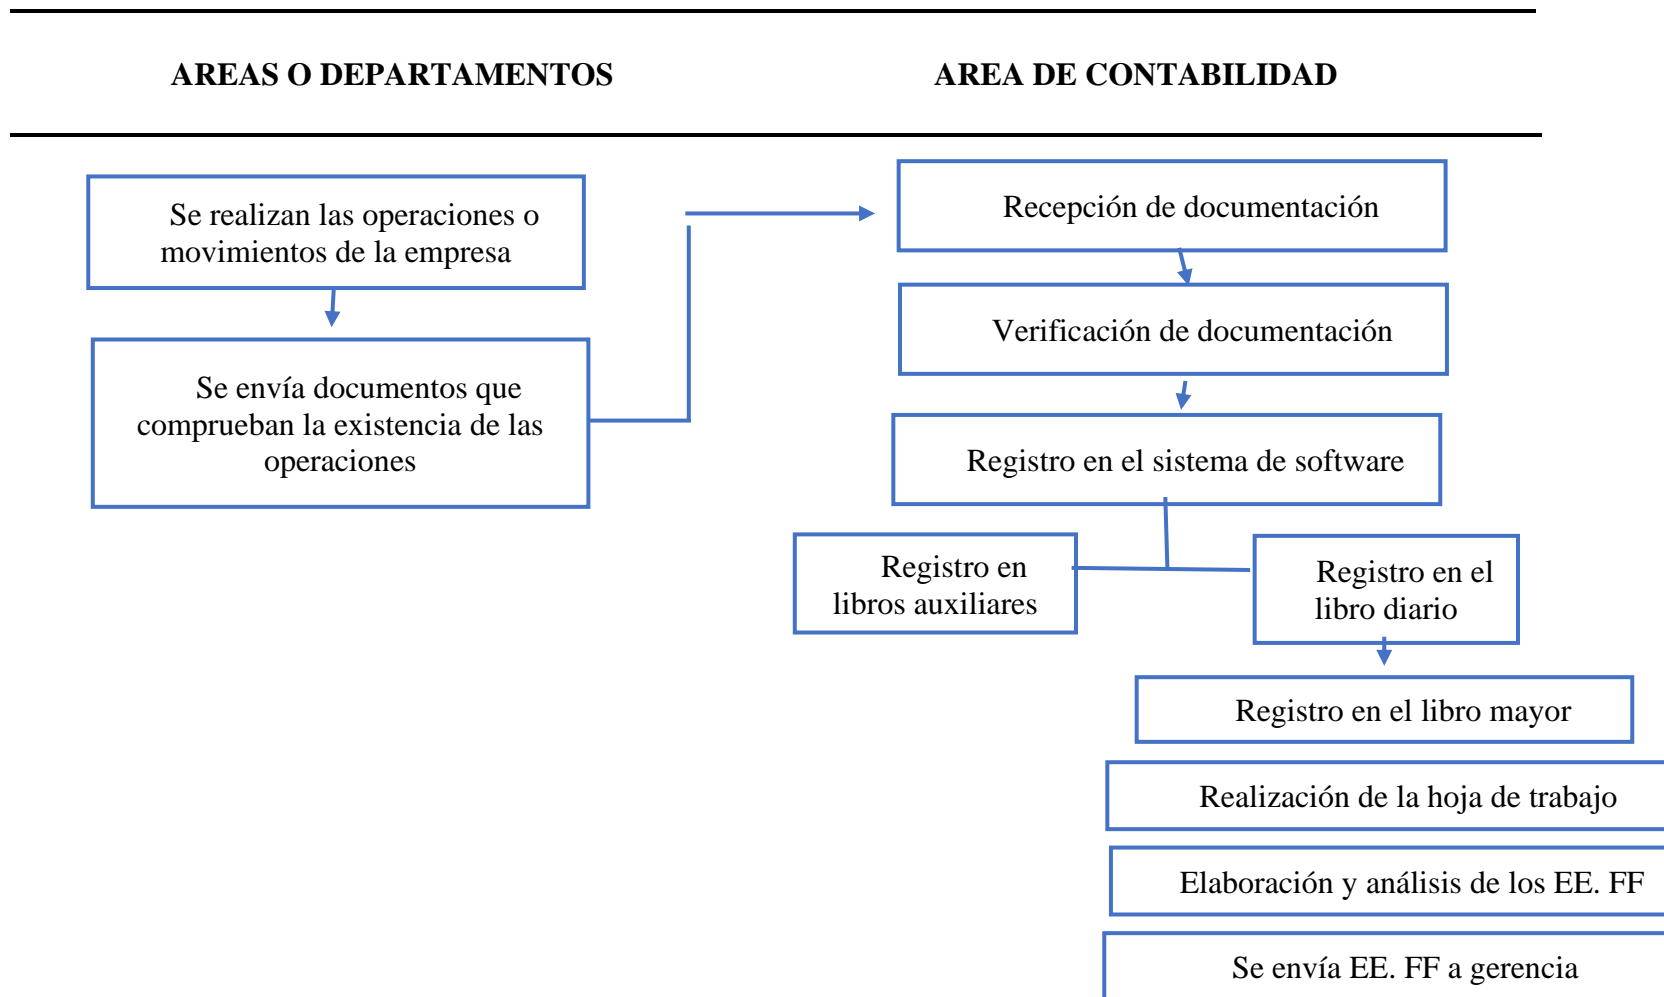 AREAS O DEPARTAMENTOS
AREA DE CONTABILIDAD
Se realizan las operaciones o
movimientos de la empresa
Se envía documentos que
comprueban la existencia de las
operaciones
Recepción de documentación
Verificación de documentación
Registro en el sistema de software
Registro en
libros auxiliares
Registro en el
libro diario
Registro en el libro mayor
Realización de la hoja de trabajo
Elaboración y análisis de los EE. FF
Se envía EE. FF a gerencia